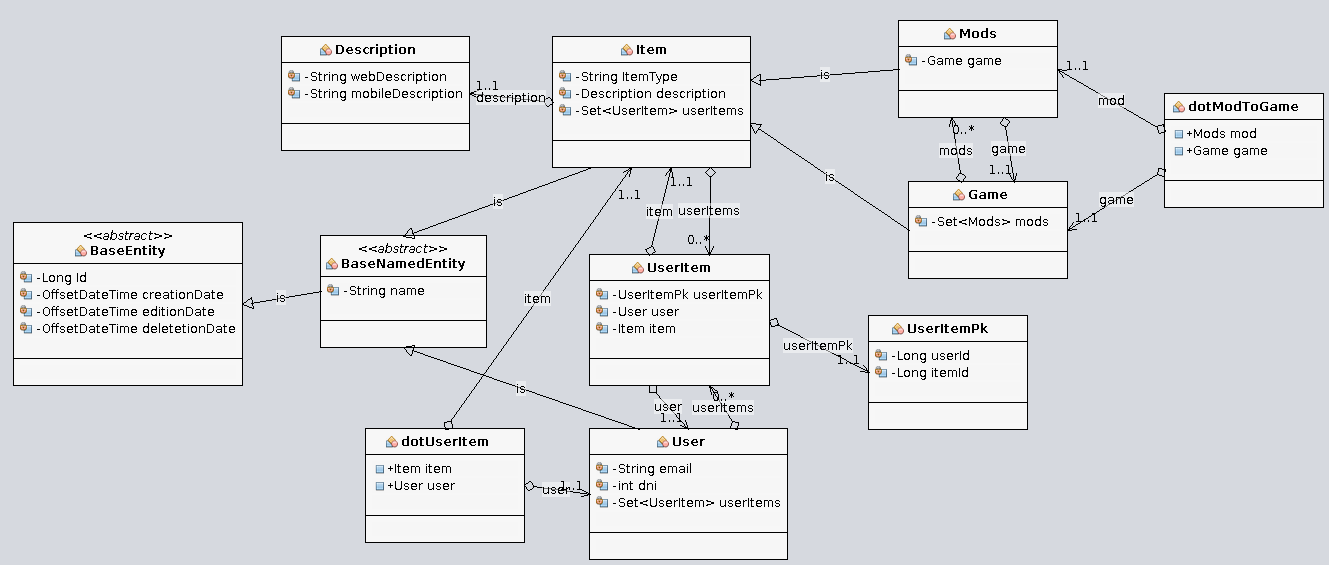 Description
-String webDescription
-String mobileDescription
1..1
description
Item
-String ItemType
-Description description
-Set<UserItem> userItems
is
Mods
-Game game
1..1
mod
dotModToGame
+Mods mod
+Game game
0..*
mods
game
1..1
is
Game
-Set<Mods> mods
game
1..1
<<abstract>>
BaseEntity
-Long Id
-OffsetDateTime creationDate
-OffsetDateTime editionDate
-OffsetDateTime deletetionDate
is
is
<<abstract>>
BaseNamedEntity
-String name
1..1
item
1..1
item
userItems
0..*
UserItem
-UserItemPk userItemPk
-User user
-Item item
userItemPk
1..1
UserItemPk
-Long userId
-Long itemId
is
user
1..1
0..*
userItems
dotUserItem
+Item item
+User user
user
1..1
User
-String email
-int dni
-Set<UserItem> userItems